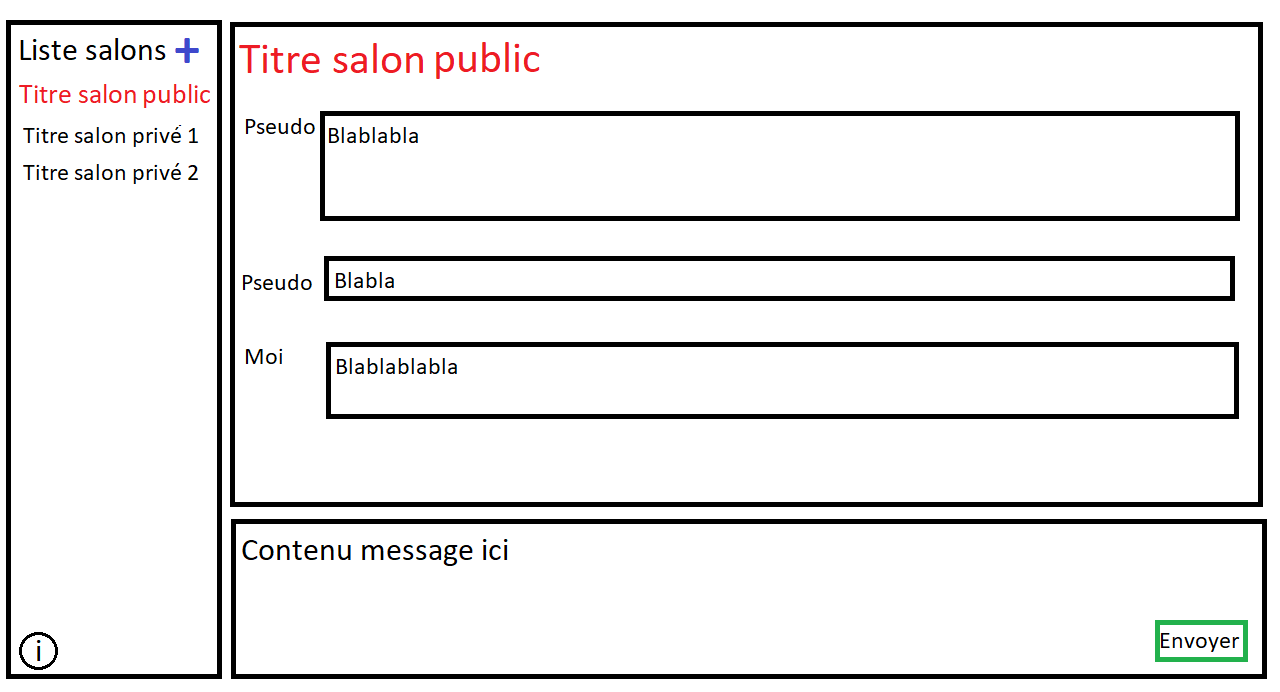 Liste salons +
Titre salon public
Titre salon privé 1
Titre salon privé 2
i
Titre salon public
Pseudo
Blablabla
Pseudo
Blabla
Moi
Blablablabla
Contenu message ici
Envoyer